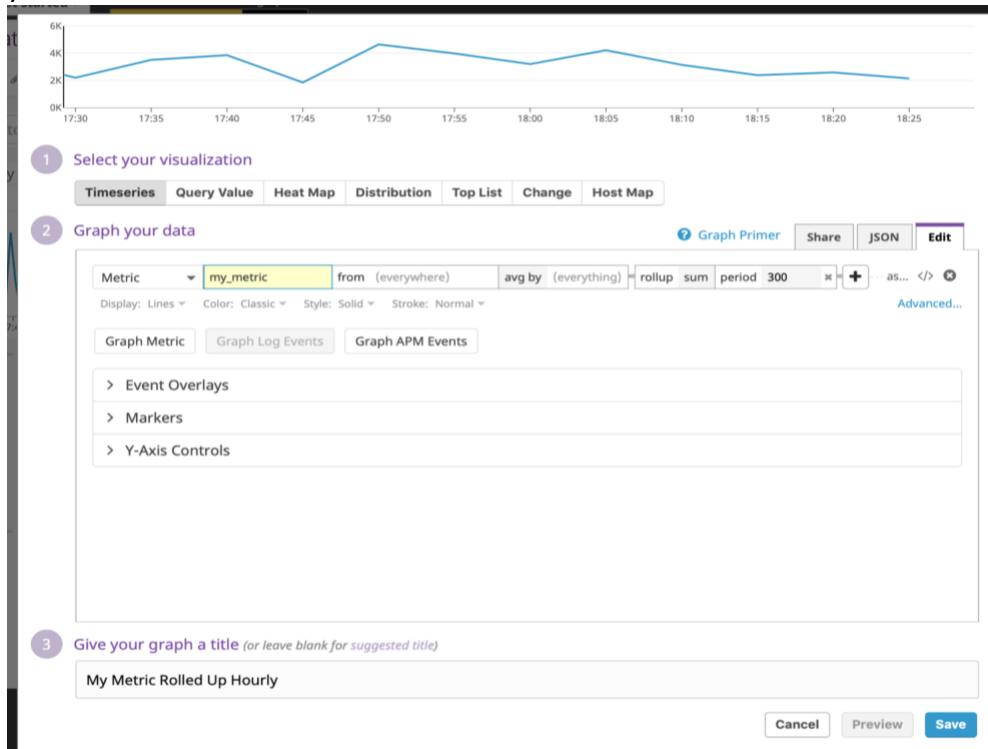 6K
4K
2K
0K
17:30 17:35 17:40 17:45 17:50 17:55 18:00 18:05 18:10 18:15 18:20 18:25
1 Select your visualization
Timeseries Query Value Heat Map Distribution Top List Change Host Map
2 Graph your data
? Graph Primer Share JSON Edit
Metric my_metric from (everywhere) avg by (everything) rollup sum period 300 as... </>
Display: Lines Color: Classic Style: Solid Stroke: Normal
Advanced...
Graph Metric Graph Log Events Graph APM Events
> Event Overlays
> Markers
> Y-Axis Controls
3 Give your graph a title (or leave blank for suggested title)
My Metric Rolled Up Hourly
Cancel Preview Save